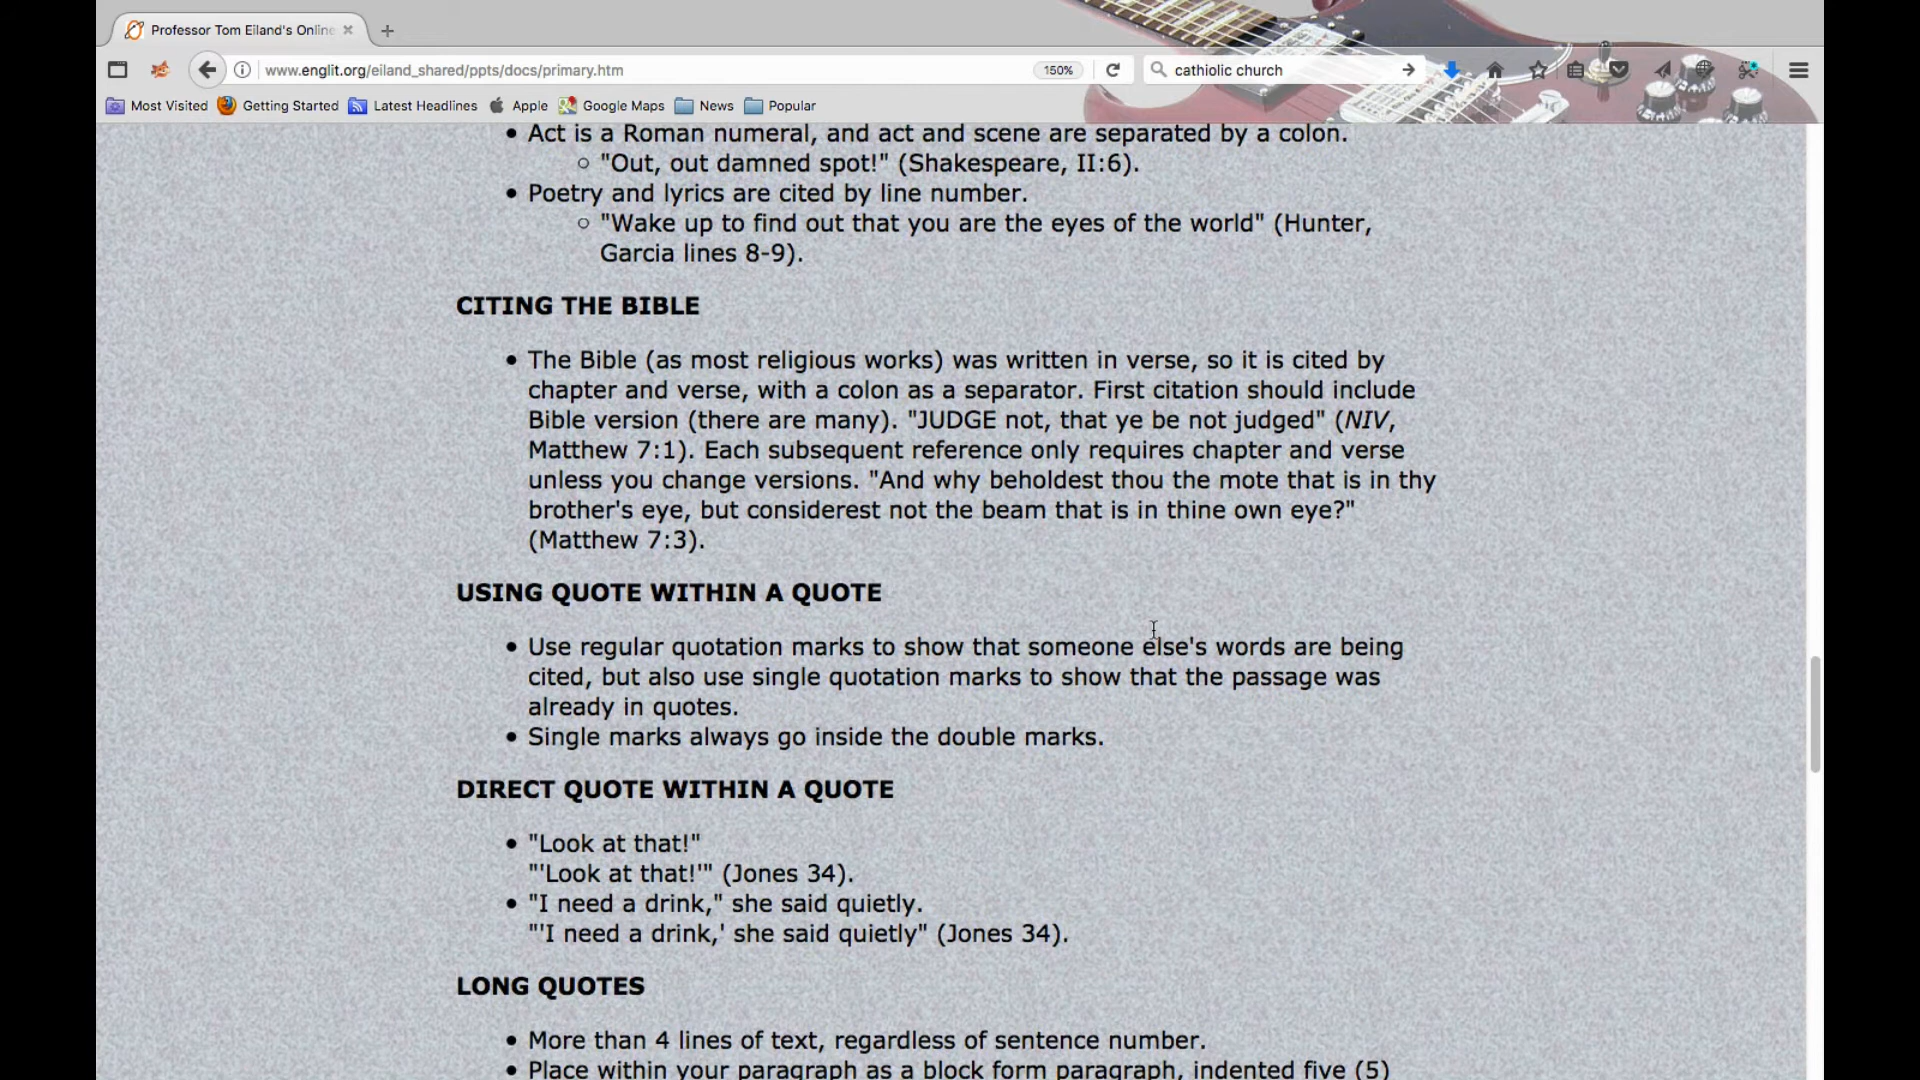 Professor Tom Eiland's Online
www.englit.org/eiland_shared/ppts/docs/primary.htm 150% cathiolic church
Most Visited Getting Started Latest Headlines Apple Google Maps News Popular
• Act is a Roman numeral, and act and scene are separated by a colon.
○ "Out, out damned spot!" (Shakespeare, II:6).
• Poetry and lyrics are cited by line number.
○ "Wake up to find out that you are the eyes of the world" (Hunter,
Garcia lines 8-9).
CITING THE BIBLE
• The Bible (as most religious works) was written in verse, so it is cited by
chapter and verse, with a colon as a separator. First citation should include
Bible version (there are many). "JUDGE not, that ye be not judged" (NIV,
Matthew 7:1). Each subsequent reference only requires chapter and verse
unless you change versions. "And why beholdest thou the mote that is in thy
brother's eye, but considerest not the beam that is in thine own eye?"
(Matthew 7:3).
USING QUOTE WITHIN A QUOTE
• Use regular quotation marks to show that someone else's words are being
cited, but also use single quotation marks to show that the passage was
already in quotes.
• Single marks always go inside the double marks.
DIRECT QUOTE WITHIN A QUOTE
• "Look at that!"
"'Look at that!'" (Jones 34).
• "I need a drink," she said quietly.
"'I need a drink,' she said quietly" (Jones 34).
LONG QUOTES
• More than 4 lines of text, regardless of sentence number.
• Place within your paragraph as a block form paragraph, indented five (5)